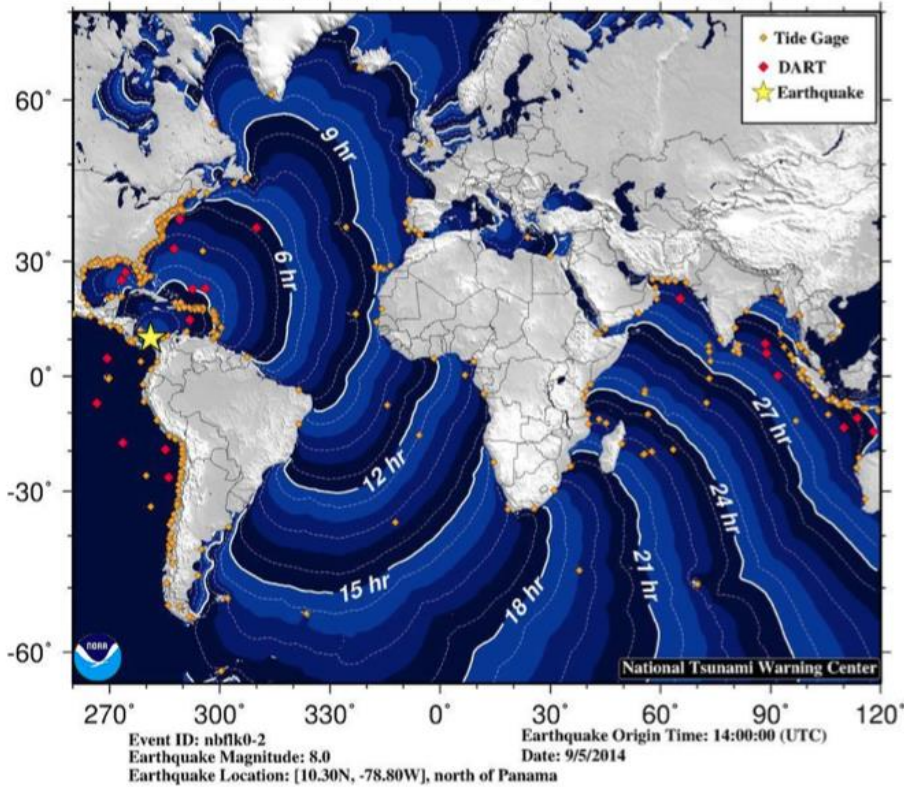 Tide Gage
DART
Earthquake
60°
30°
0°
-30°
-60°
9 hr
6 hr
12 hr
15 hr
18 hr
21 hr
24 hr
27 hr
NOAA
National Tsunami Warning Center
270° 300° 330° 0° 30° 60° 90° 120°
Event ID: nbflk0-2
Earthquake Magnitude: 8.0
Earthquake Location: [10.30N, -78.80W], north of Panama
Earthquake Origin Time: 14:00:00 (UTC)
Date: 9/5/2014